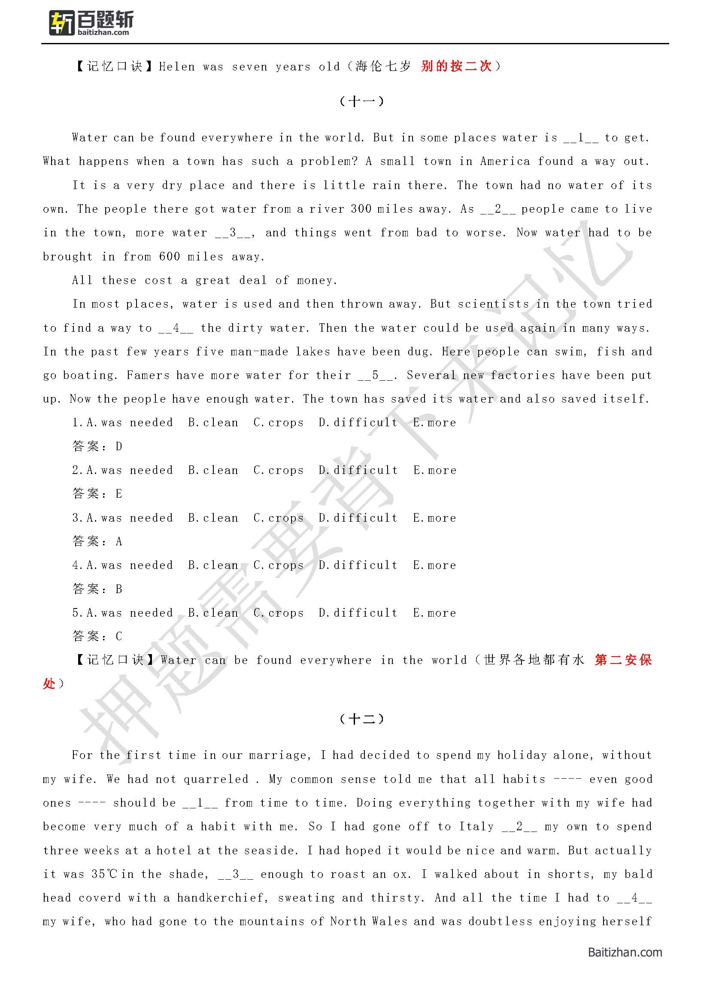 斩 百题斩
baitizhan.com
【记忆口诀】Helen was seven years old（海伦七岁 别的按二次）
（十一）
Water can be found everywhere in the world. But in some places water is __1__ to get.
What happens when a town has such a problem? A small town in America found a way out.
It is a very dry place and there is little rain there. The town had no water of its
own. The people there got water from a river 300 miles away. As __2__ people came to live
in the town, more water __3__, and things went from bad to worse. Now water had to be
brought in from 600 miles away.
All these cost a great deal of money.
In most places, water is used and then thrown away. But scientists in the town tried
to find a way to __4__ the dirty water. Then the water could be used again in many ways.
In the past few years five man-made lakes have been dug. Here people can swim, fish and
go boating. Famers have more water for their __5__. Several new factories have been put
up. Now the people have enough water. The town has saved its water and also saved itself.
1.A.was needed B.clean C.crops D.difficult E.more
答案：D
2.A.was needed B.clean C.crops D.difficult E.more
答案：E
3.A.was needed B.clean C.crops D.difficult E.more
答案：A
4.A.was needed B.clean C.crops D.difficult E.more
答案：B
5.A.was needed B.clean C.crops D.difficult E.more
答案：C
【记忆口诀】Water can be found everywhere in the world（世界各地都有水 第二安保
处）
（十二）
For the first time in our marriage, I had decided to spend my holiday alone, without
my wife. We had not quarreled . My common sense told me that all habits ---- even good
ones ---- should be __1__ from time to time. Doing everything together with my wife had
become very much of a habit with me. So I had gone off to Italy __2__ my own to spend
three weeks at a hotel at the seaside. I had hoped it would be nice and warm. But actually
it was 35℃in the shade, __3__ enough to roast an ox. I walked about in shorts, my bald
head coverd with a handkerchief, sweating and thirsty. And all the time I had to __4__
my wife, who had gone to the mountains of North Wales and was doubtless enjoying herself
押题需要背下来记忆
Baitizhan.com